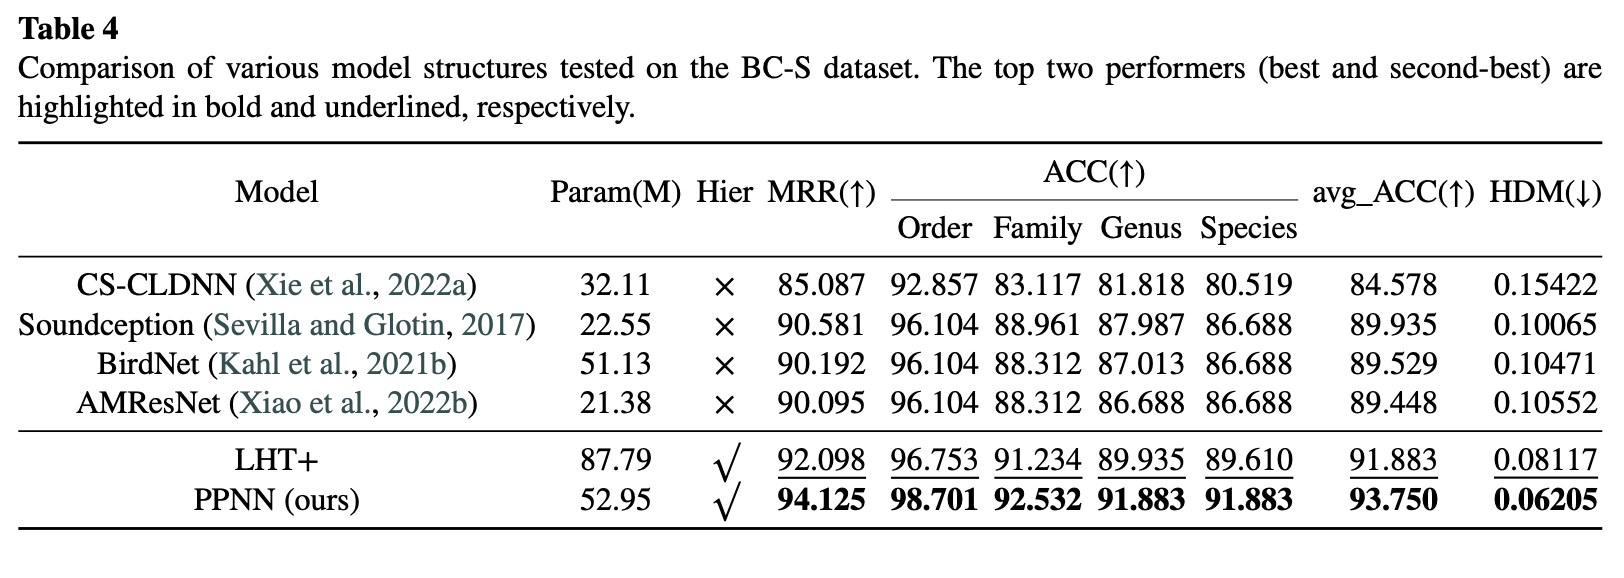 Table 4
Comparison of various model structures tested on the BC-S dataset. The top two performers (best and second-best) are
highlighted in bold and underlined, respectively.
Model Param(M) Hier MRR(↑) ACC(↑) avg_ACC(↑) HDM(↓)
Order Family Genus Species
CS-CLDNN (Xie et al., 2022a) 32.11 × 85.087 92.857 83.117 81.818 80.519 84.578 0.15422
Soundception (Sevilla and Glotin, 2017) 22.55 × 90.581 96.104 88.961 87.987 86.688 89.935 0.10065
BirdNet (Kahl et al., 2021b) 51.13 × 90.192 96.104 88.312 87.013 86.688 89.529 0.10471
AMResNet (Xiao et al., 2022b) 21.38 × 90.095 96.104 88.312 86.688 86.688 89.448 0.10552
LHT+ 87.79 √ 92.098 96.753 91.234 89.935 89.610 91.883 0.08117
PPNN (ours) 52.95 √ 94.125 98.701 92.532 91.883 91.883 93.750 0.06205